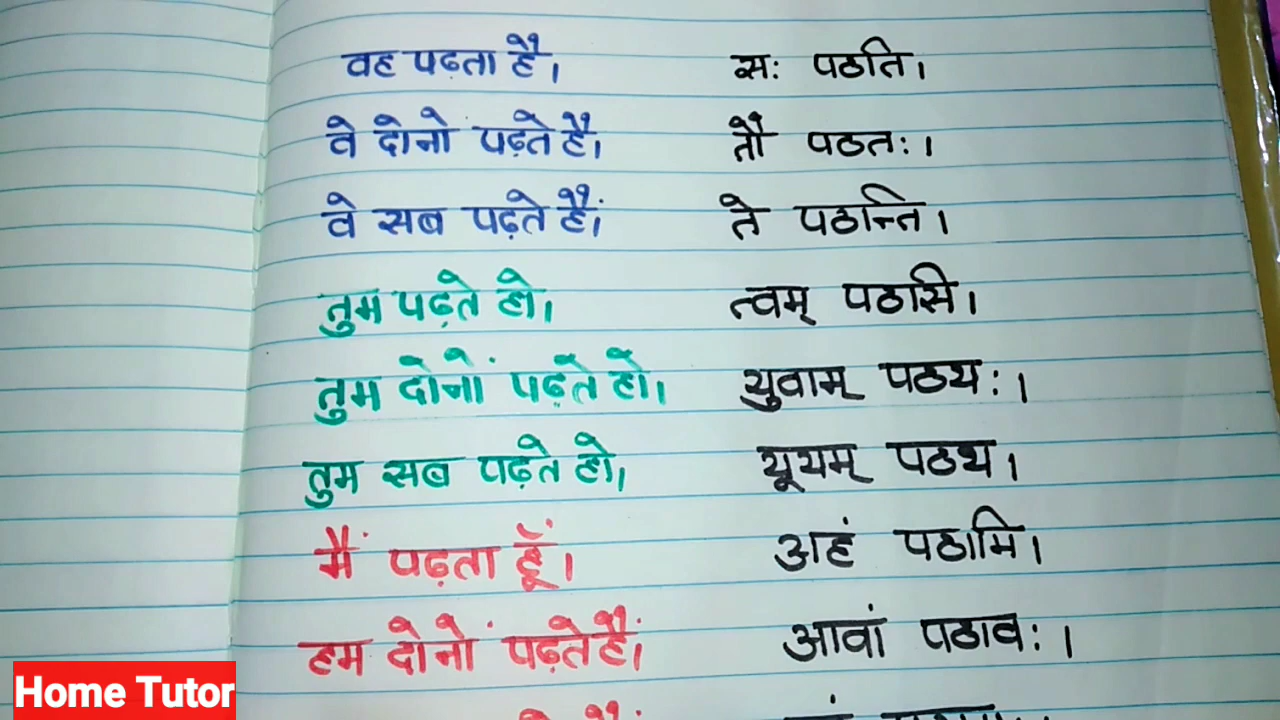 वह पढ़ता है। सः पठति।
वे दोनो पढ़ते है। तौ पठतः।
वे सब पढ़ते हैं। ते पठन्ति।
तुम पढ़ते हो। त्वम् पठसि।
तुम दोनों पढ़ते हो। युवाम् पठथः।
तुम सब पढ़ते हो। यूयम् पठथ।
मैं पढ़ता हूँ। अहं पठामि।
हम दोनों पढ़ते हैं। आवां पठावः।
Home Tutor